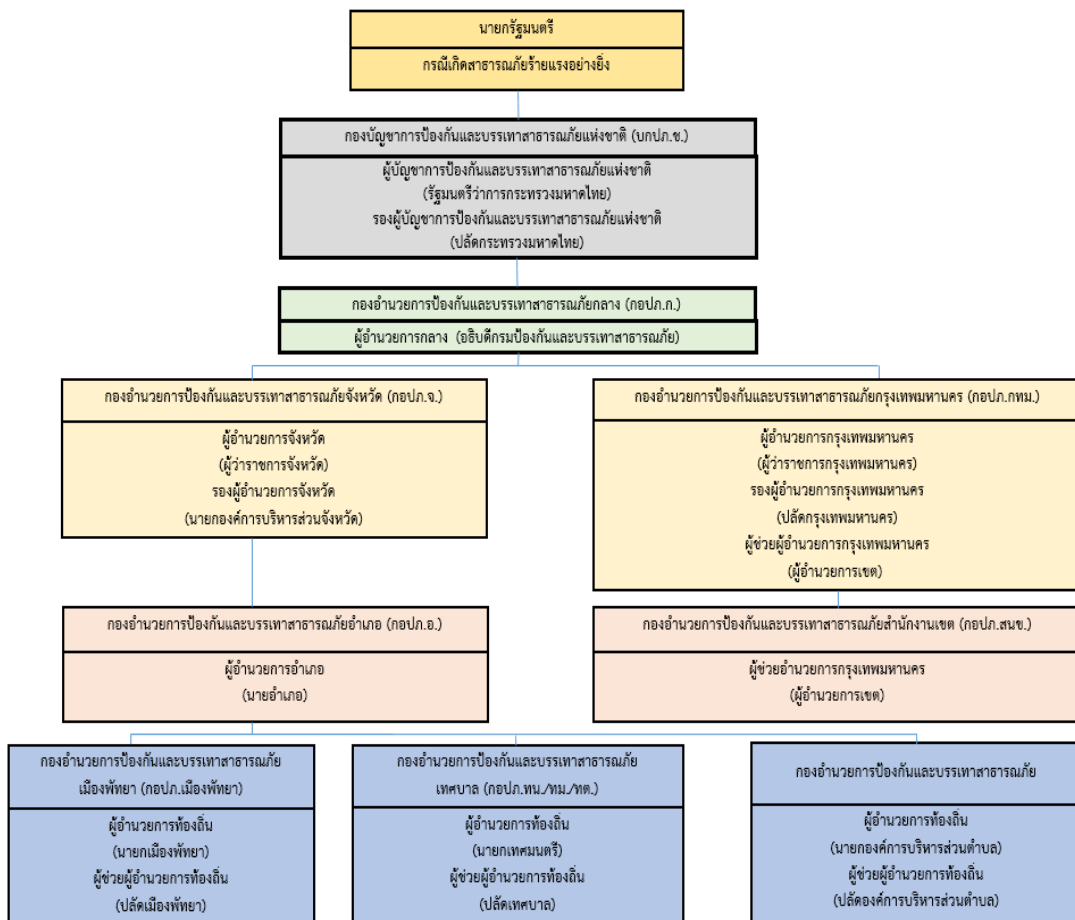 นายกรัฐมนตรี
กรณีเกิดสาธารณภัยร้ายแรงอย่างยิ่ง
กองบัญชาการป้องกันและบรรเทาสาธารณภัยแห่งชาติ (บกปภ.ช.)
ผู้บัญชาการป้องกันและบรรเทาสาธารณภัยแห่งชาติ
(รัฐมนตรีว่าการกระทรวงมหาดไทย)
รองผู้บัญชาการป้องกันและบรรเทาสาธารณภัยแห่งชาติ
(ปลัดกระทรวงมหาดไทย)
กองอำนวยการป้องกันและบรรเทาสาธารณภัยกลาง (กอปภ.ก.)
ผู้อำนวยการกลาง (อธิบดีกรมป้องกันและบรรเทาสาธารณภัย)
กองอำนวยการป้องกันและบรรเทาสาธารณภัยจังหวัด (กอปภ.จ.)
ผู้อำนวยการจังหวัด
(ผู้ว่าราชการจังหวัด)
รองผู้อำนวยการจังหวัด
(นายกองค์การบริหารส่วนจังหวัด)
กองอำนวยการป้องกันและบรรเทาสาธารณภัยกรุงเทพมหานคร (กอปภ.กทม.)
ผู้อำนวยการกรุงเทพมหานคร
(ผู้ว่าราชการกรุงเทพมหานคร)
รองผู้อำนวยการกรุงเทพมหานคร
(ปลัดกรุงเทพมหานคร)
ผู้ช่วยผู้อำนวยการกรุงเทพมหานคร
(ผู้อำนวยการเขต)
กองอำนวยการป้องกันและบรรเทาสาธารณภัยอำเภอ (กอปภ.อ.)
ผู้อำนวยการอำเภอ
(นายอำเภอ)
กองอำนวยการป้องกันและบรรเทาสาธารณภัยสำนักงานเขต (กอปภ.สนข.)
ผู้ช่วยอำนวยการกรุงเทพมหานคร
(ผู้อำนวยการเขต)
กองอำนวยการป้องกันและบรรเทาสาธารณภัย
เมืองพัทยา (กอปภ.เมืองพัทยา)
ผู้อำนวยการท้องถิ่น
(นายกเมืองพัทยา)
ผู้ช่วยผู้อำนวยการท้องถิ่น
(ปลัดเมืองพัทยา)
กองอำนวยการป้องกันและบรรเทาสาธารณภัย
เทศบาล (กอปภ.ทน./ทม./ทต.)
ผู้อำนวยการท้องถิ่น
(นายกเทศมนตรี)
ผู้ช่วยผู้อำนวยการท้องถิ่น
(ปลัดเทศบาล)
กองอำนวยการป้องกันและบรรเทาสาธารณภัย
ผู้อำนวยการท้องถิ่น
(นายกองค์การบริหารส่วนตำบล)
ผู้ช่วยผู้อำนวยการท้องถิ่น
(ปลัดองค์การบริหารส่วนตำบล)